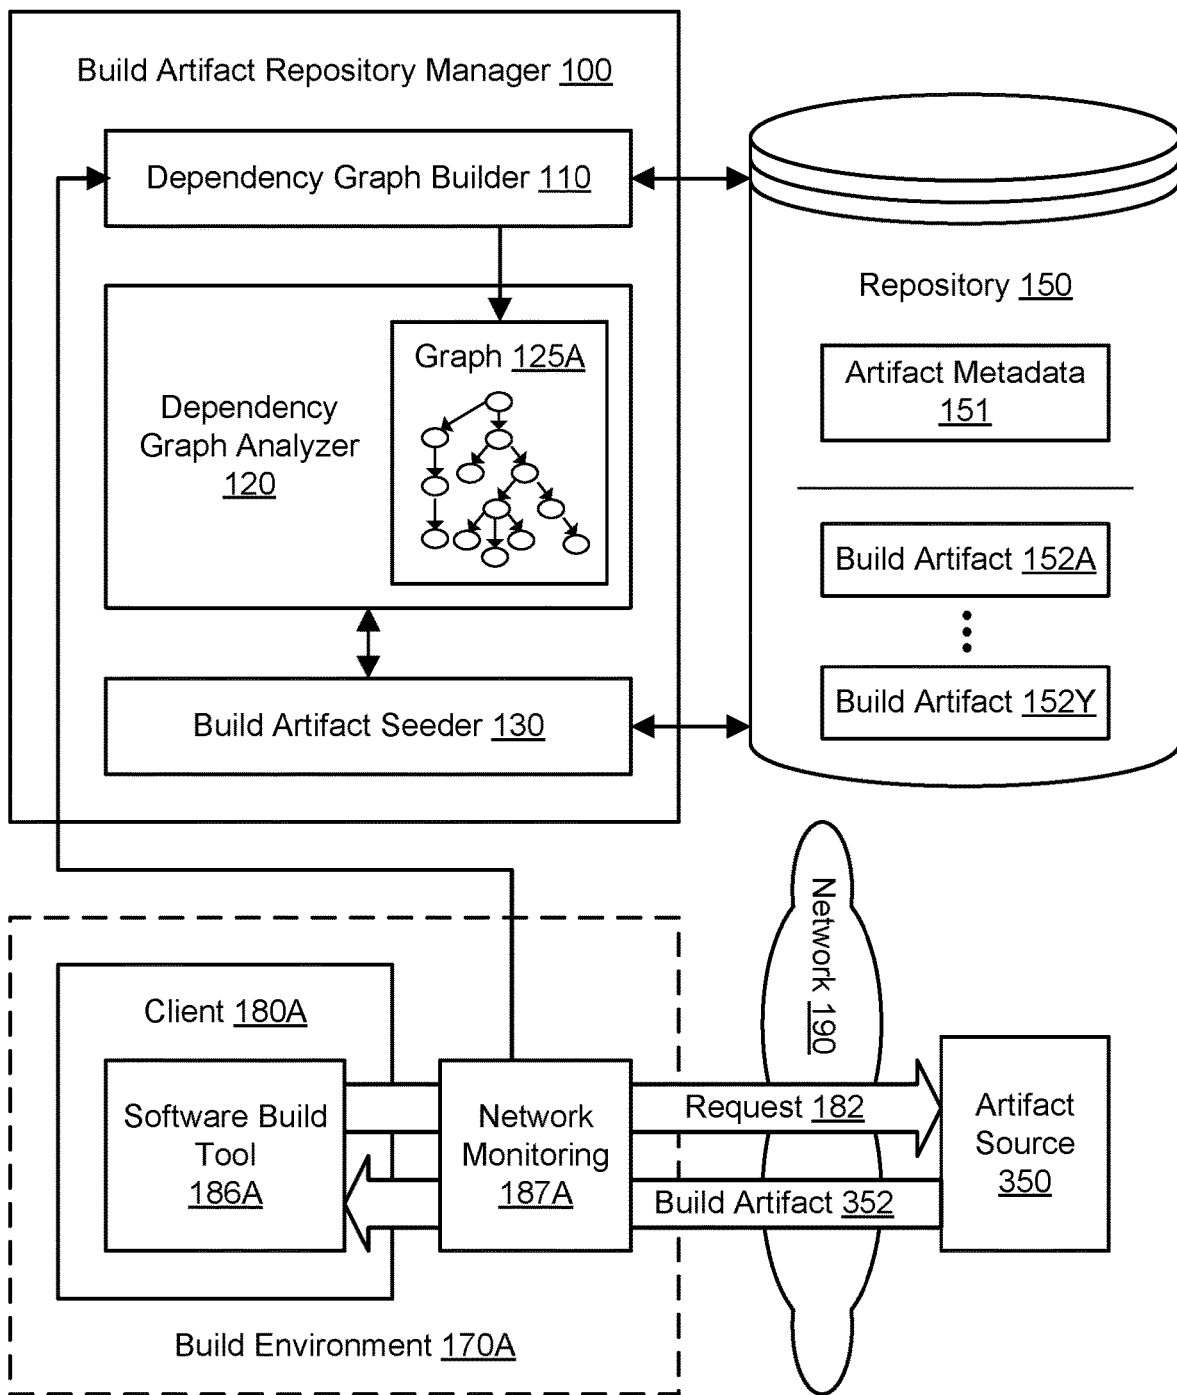 Build Artifact Repository Manager 100
Dependency Graph Builder 110
Graph 125A
Dependency
Graph Analyzer
120
Build Artifact Seeder 130
Repository 150
Artifact Metadata
151
Build Artifact 152A
Build Artifact 152Y
Network 190
Client 180A
Software Build
Tool
186A
Network
Monitoring
187A
Request 182
Build Artifact 352
Artifact
Source
350
Build Environment 170A